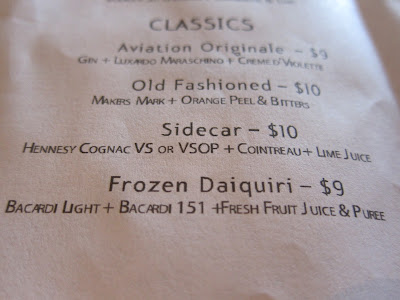 CLASSICS
Aviation Originale - $9
Gin + Luxardo Maraschino + Creme d'Violette
Old Fashioned - $10
Makers Mark + Orange Peel & Bitters
Sidecar - $10
Hennesy Cognac VS or VSOP + Cointreau + Lime Juice
Frozen Daiquiri - $9
Bacardi Light + Bacardi 151 +Fresh Fruit Juice & Puree